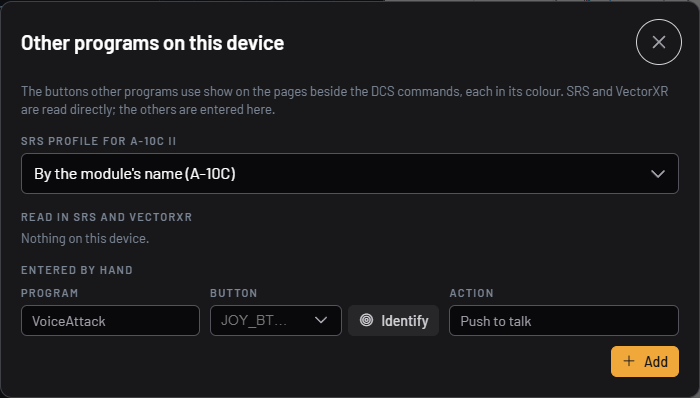 Other programs on this device
The buttons other programs use show on the pages beside the DCS commands, each in its colour. SRS and VectorXR
are read directly; the others are entered here.
SRS PROFILE FOR A-10C II
By the module's name (A-10C)
READ IN SRS AND VECTORXR
Nothing on this device.
ENTERED BY HAND
PROGRAM BUTTON ACTION
VoiceAttack JOY_BT... Identify Push to talk
+ Add